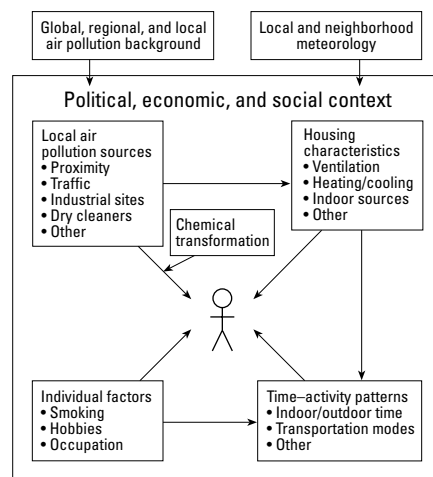 Global, regional, and local
air pollution background
Local and neighborhood
meteorology
Political, economic, and social context
Local air
pollution sources
• Proximity
• Traffic
• Industrial sites
• Dry cleaners
• Other
Housing
characteristics
• Ventilation
• Heating/cooling
• Indoor sources
• Other
Chemical
transformation
Individual factors
• Smoking
• Hobbies
• Occupation
Time–activity patterns
• Indoor/outdoor time
• Transportation modes
• Other